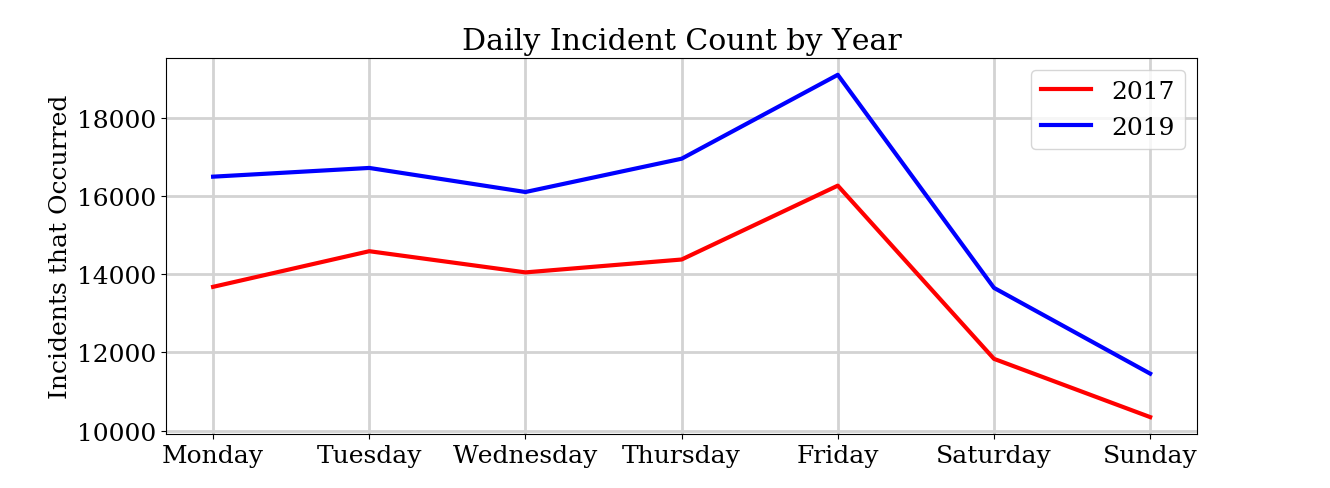 Daily Incident Count by Year
Incidents that Occurred
18000
16000
14000
12000
10000
2017
2019
Monday Tuesday Wednesday Thursday Friday Saturday Sunday